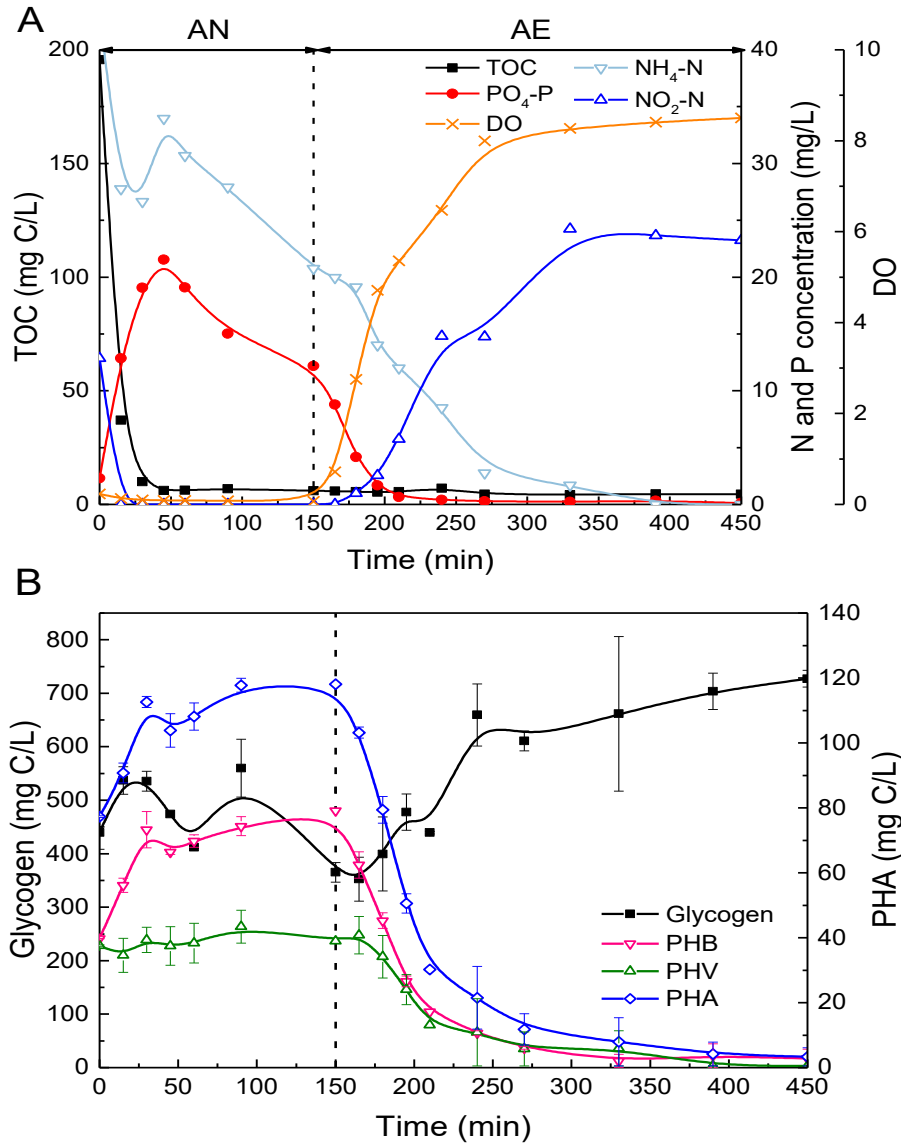 A
AN
AE
TOC
NH₄-N
PO₄-P
NO₂-N
DO
TOC (mg C/L)
200
150
100
50
0
N and P concentration (mg/L)
40
30
20
10
0
DO
10
8
6
4
2
0
0 50 100 150 200 250 300 350 400 450
Time (min)
B
Glycogen (mg C/L)
800
700
600
500
400
300
200
100
0
PHA (mg C/L)
140
120
100
80
60
40
20
0
Glycogen
PHB
PHV
PHA
0 50 100 150 200 250 300 350 400 450
Time (min)